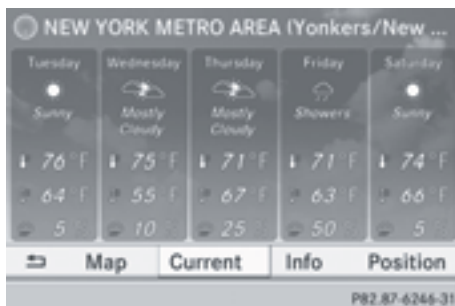 NEW YORK METRO AREA (Yonkers/New ...
Tuesday Wednesday Thursday Friday Saturday
Sunny Mostly Cloudy Mostly Cloudy Showers Sunny
76°F 75°F 71°F 71°F 74°F
64°F 55°F 67°F 63°F 66°F
5% 10% 25% 50% 5%
Map Current Info Position
P82.87-6246-31